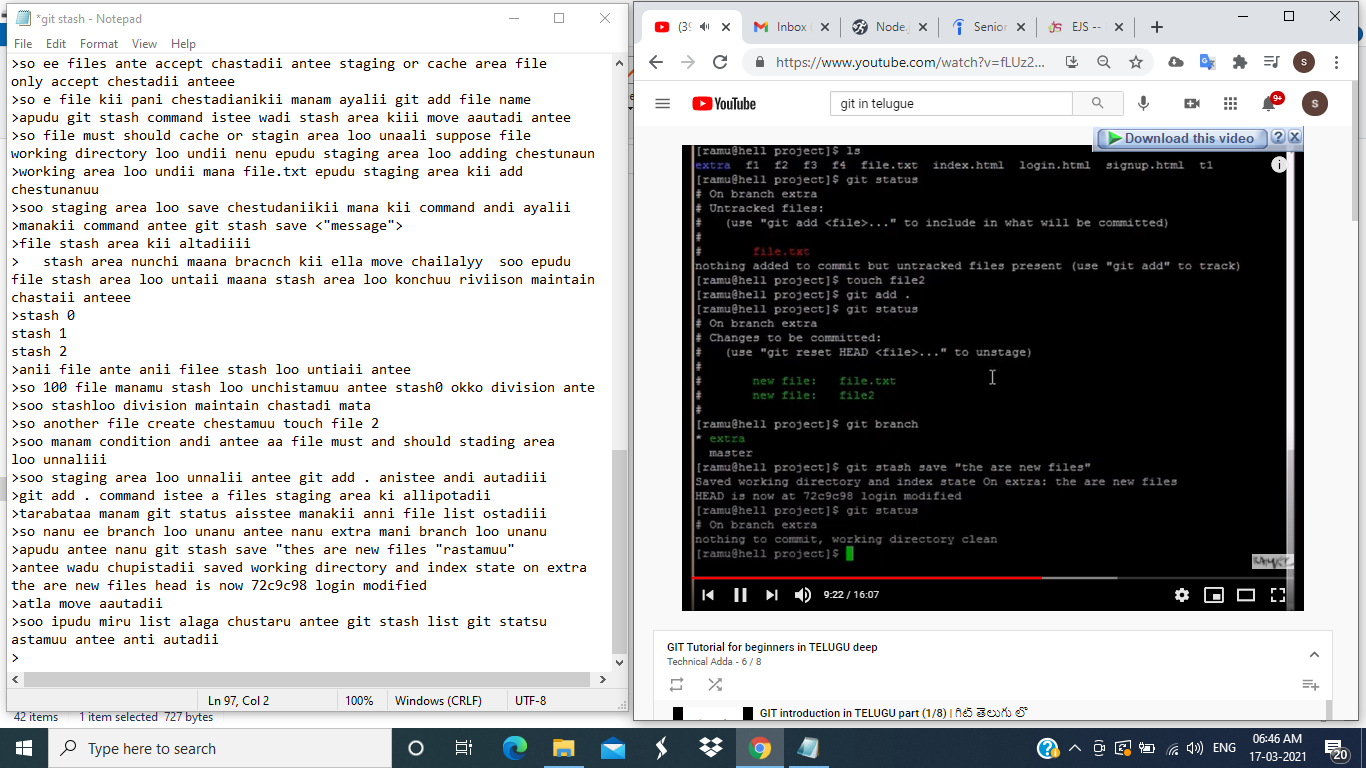 *git stash - Notepad
File Edit Format View Help
>so ee files ante accept chastadii antee staging or cache area file
only accept chestadii anteee
>so e file kii pani chestadianikii manam ayalii git add file name
>apudu git stash command istee wadi stash area kiii move aautadi antee
>so file must should cache or stagin area loo unaali suppose file
working directory loo undii nenu epudu staging area loo adding chestunaun
>working area loo undii mana file.txt epudu staging area kii add
chestunanuu
>soo staging area loo save chestudaniikii mana kii command andi ayalii
>manakii command antee git stash save <"message">
>file stash area kii altadiiii
>   stash area nunchi maana bracnch kii ella move chailalyy  soo epudu
file stash area loo untaii maana stash area loo konchuu riviison maintain
chastaii anteee
>stash 0
stash 1
stash 2
>anii file ante anii filee stash loo untiaii antee
>so 100 file manamu stash loo unchistamuu antee stash0 okko division ante
>soo stashloo division maintain chastadi mata
>so another file create chestamuu touch file 2
>soo manam condition andi antee aa file must and should stading area
loo unnaliii
>soo staging area loo unnalii antee git add . anistee andi autadiii
>git add . command istee a files staging area ki allipotadii
>tarabataa manam git status aisstee manakii anni file list ostadiii
>so nanu ee branch loo ununu antee nanu extra mani branch loo ununu
>apudu antee nanu git stash save "thes are new files "rastamuu"
>antee wadu chupistadii saved working directory and index state on extra
the are new files head is now 72c9c98 login modified
>atla move aautadii
>soo ipudu miru list alaga chustaru antee git stash list git statsu
astamuu antee anti autadii
>
Ln 97, Col 2 100% Windows (CRLF) UTF-8
42 items 1 item selected 727 bytes
(39 Inbox Node. Senior EJS --
https://www.youtube.com/watch?v=fLUz2... S
YouTube git in telugue 9+ S
Download this video ? X
[ramu@hell project]$ ls
extra  f1  f2  f3  f4  file.txt  index.html  login.html  signup.html  t1
[ramu@hell project]$ git status
# On branch extra
# Untracked files:
#   (use "git add <file>..." to include in what will be committed)
#
#       file.txt
nothing added to commit but untracked files present (use "git add" to track)
[ramu@hell project]$ touch file2
[ramu@hell project]$ git add .
[ramu@hell project]$ git status
# On branch extra
# Changes to be committed:
#   (use "git reset HEAD <file>..." to unstage)
#
#       new file:   file.txt
#       new file:   file2
#
[ramu@hell project]$ git branch
* extra
  master
[ramu@hell project]$ git stash save "the are new files"
Saved working directory and index state On extra: the are new files
HEAD is now at 72c9c98 login modified
[ramu@hell project]$ git status
# On branch extra
nothing to commit, working directory clean
[ramu@hell project]$
9:22 / 16:07
GIT Tutorial for beginners in TELUGU deep
Technical Adda - 6 / 8
GIT introduction in TELUGU part (1/8) | గిట్ తెలుగు లో
Type here to search
ENG 06:46 AM
17-03-2021 20